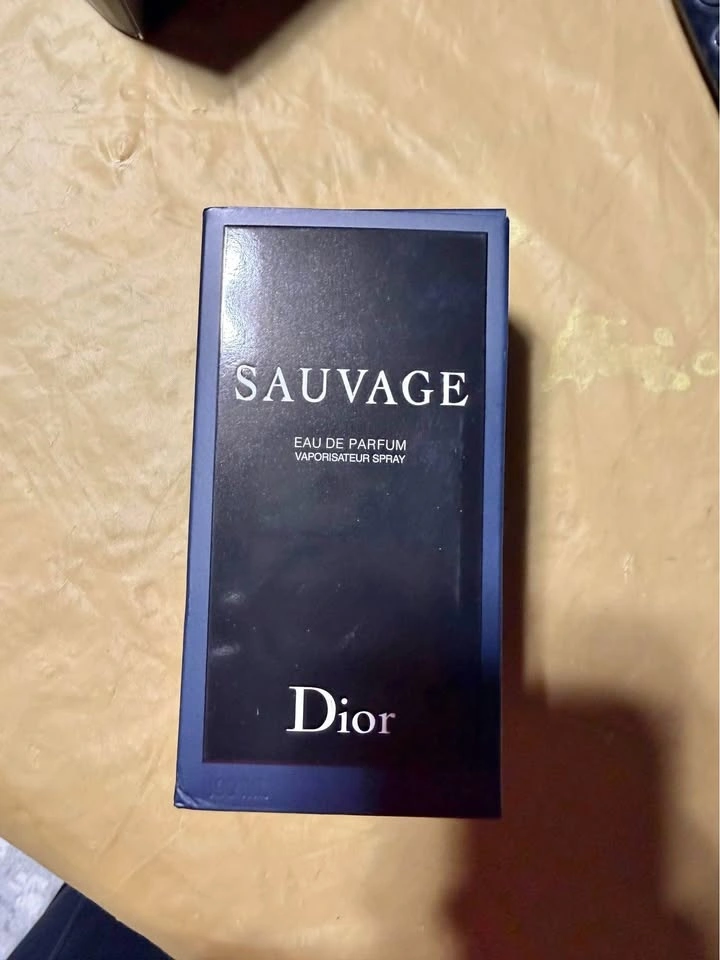 SAUVAGE
EAU DE PARFUM
VAPORISATEUR SPRAY
Dior